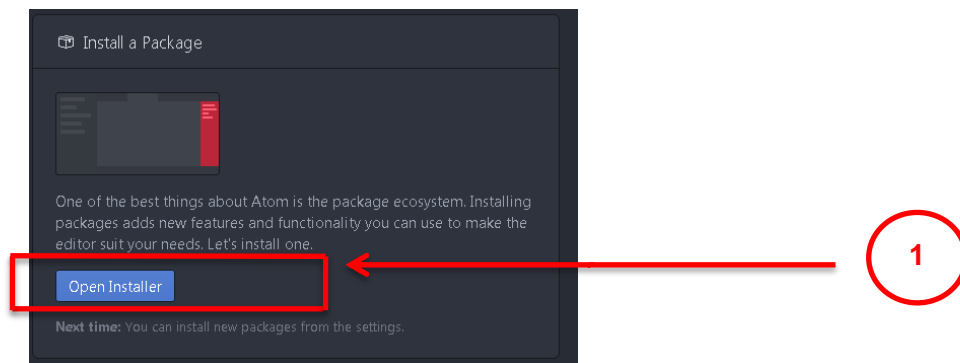 Install a Package
One of the best things about Atom is the package ecosystem. Installing
packages adds new features and functionality you can use to make the
editor suit your needs. Let's install one.
Open Installer
1
Next time: You can install new packages from the settings.